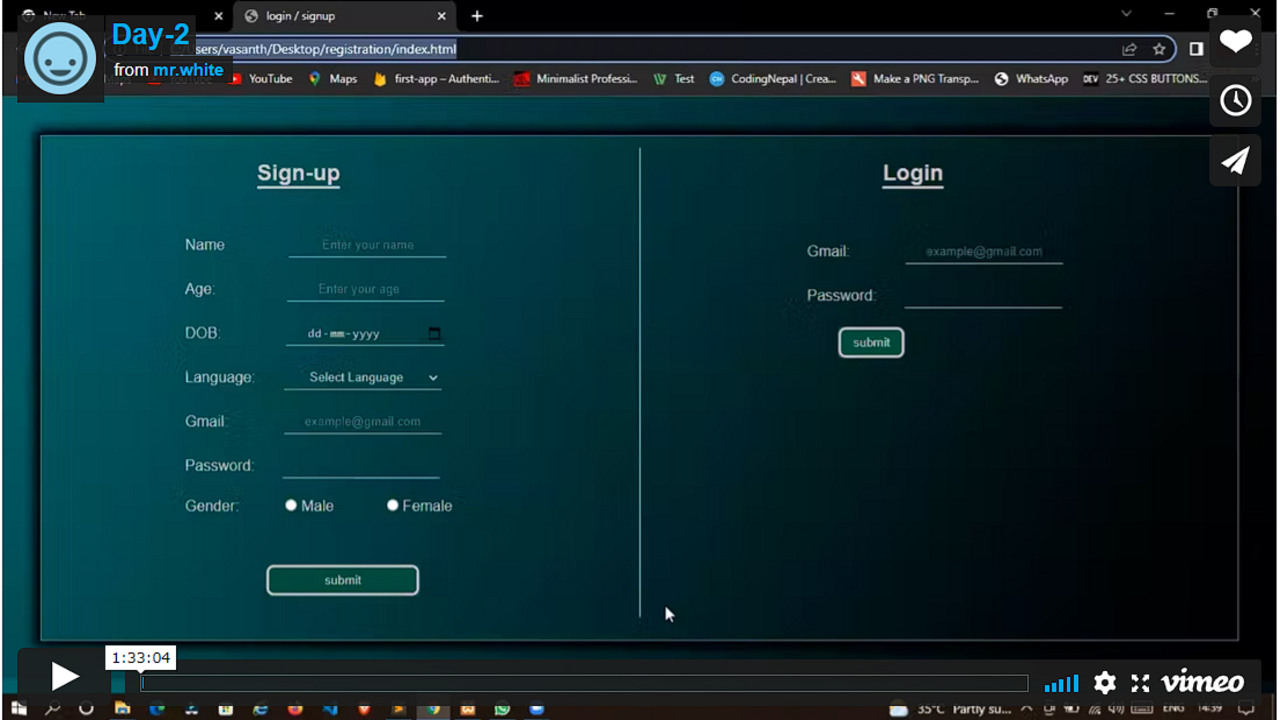 New Tab
login / signup
Day-2
from mr.white
/Users/vasanth/Desktop/registration/index.html
YouTube
Maps
first-app – Authenti...
Minimalist Professi...
Test
CodingNepal | Crea...
Make a PNG Transp...
WhatsApp
DEV 25+ CSS BUTTONS...
Sign-up
Login
Name
Enter your name
Age:
Enter your age
DOB:
dd-mm-yyyy
Language:
Select Language
Gmail:
example@gmail.com
Password:
Gender:
Male
Female
submit
Gmail:
example@gmail.com
Password:
submit
1:33:04
vimeo
35°C Partly su...
ENG
14:39